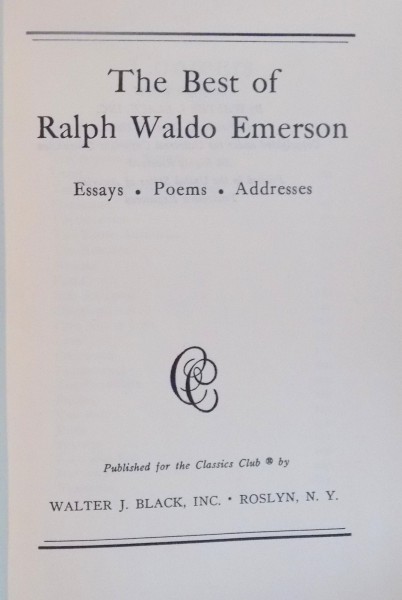 The Best of
Ralph Waldo Emerson
Essays • Poems • Addresses
CC
Published for the Classics Club ® by
WALTER J. BLACK, INC. • ROSLYN, N. Y.